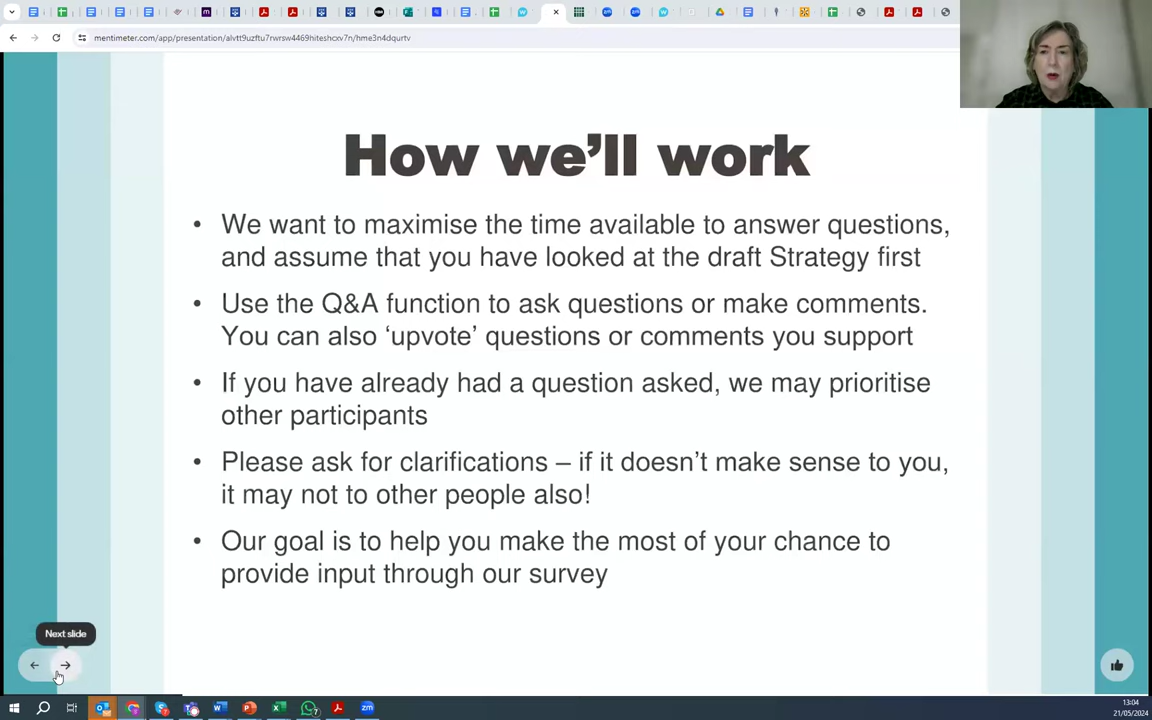 mentimeter.com/app/presentation/alvtt9uzftu7rwrsw4469hiteshcxv7n/hme3n4dqurtv
How we'll work
• We want to maximise the time available to answer questions,
and assume that you have looked at the draft Strategy first
• Use the Q&A function to ask questions or make comments.
You can also ‘upvote’ questions or comments you support
• If you have already had a question asked, we may prioritise
other participants
• Please ask for clarifications – if it doesn’t make sense to you,
it may not to other people also!
• Our goal is to help you make the most of your chance to
provide input through our survey
Next slide
13:04
21/05/2024